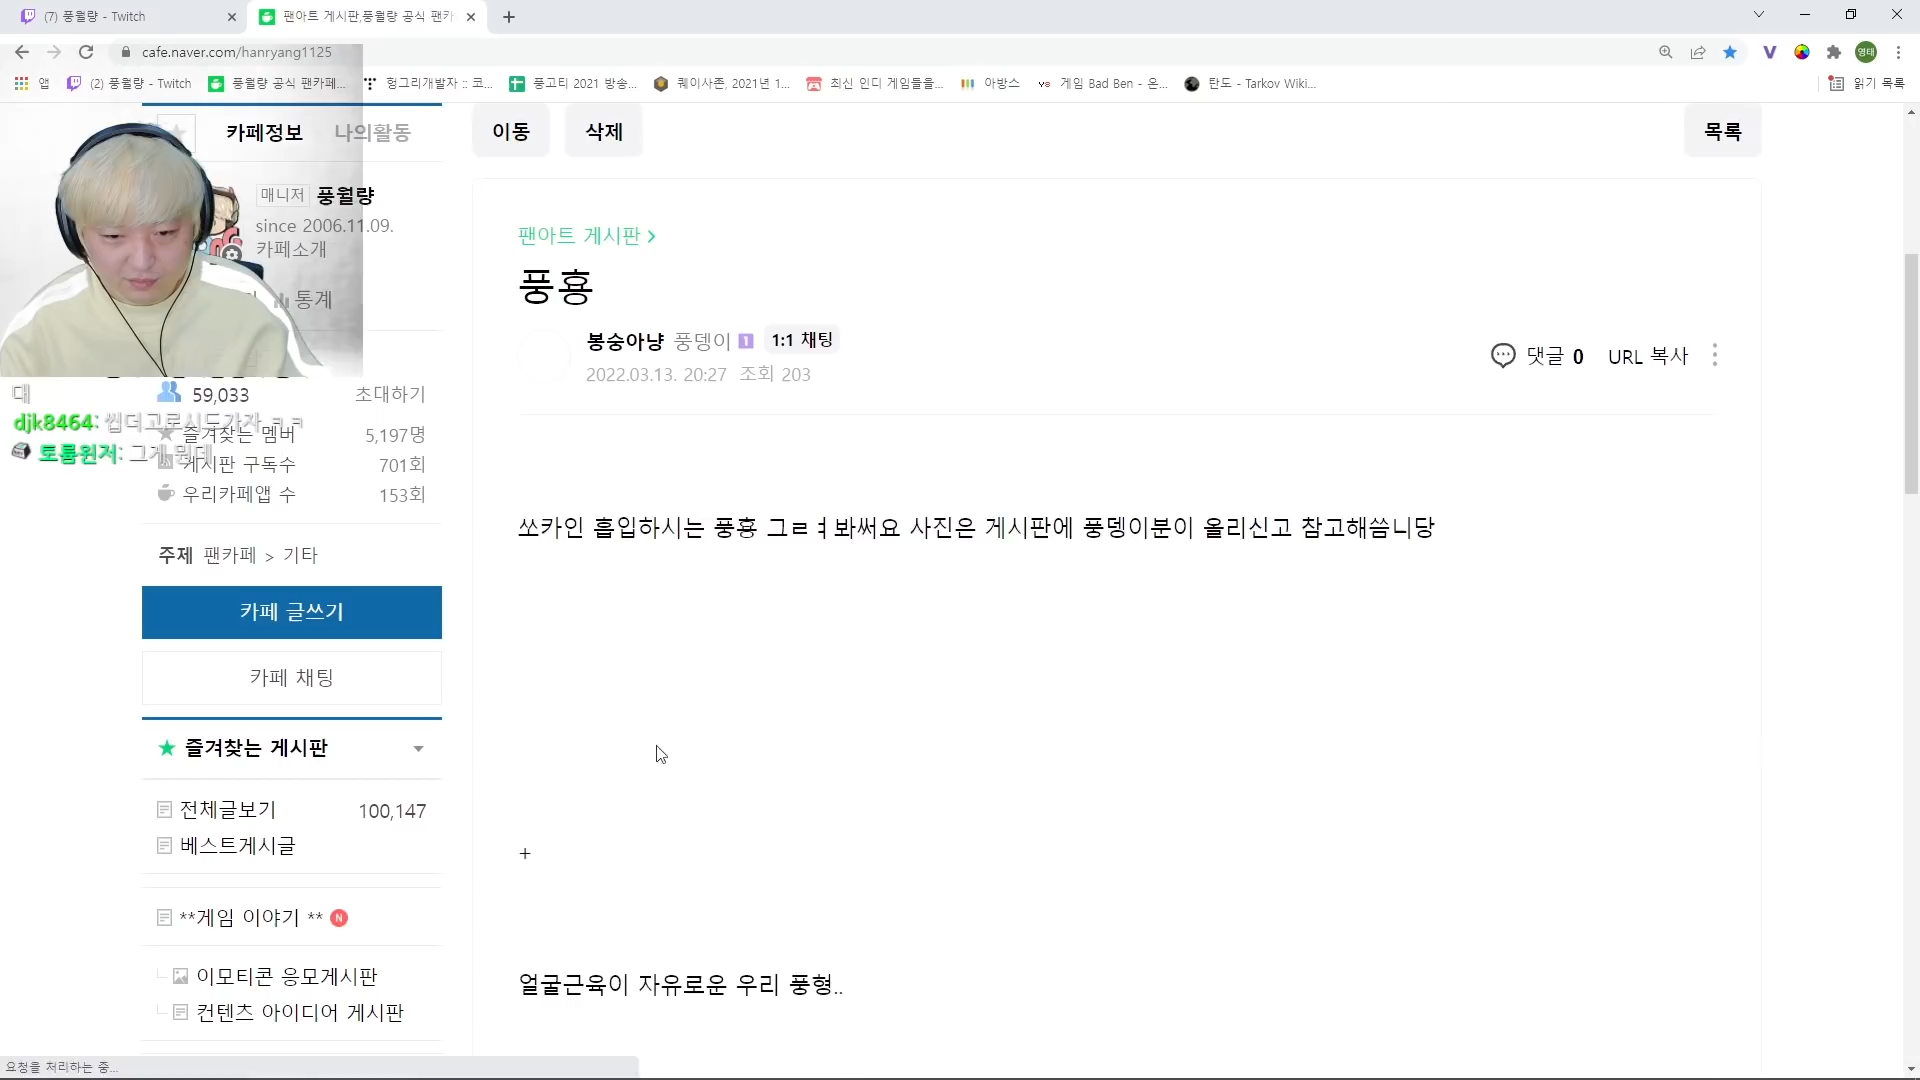 (7) 풍월량 - Twitch
팬아트 게시판,풍월량 공식 팬카
cafe.naver.com/hanryang1125
영태
앱
(2) 풍월량 - Twitch
풍월량 공식 팬카페...
헝그리개발자 :: 코...
풍고티 2021 방송...
퀘이사존, 2021년 1...
최신 인디 게임들을...
아방스
게임 Bad Ben - 온...
탄도 - Tarkov Wiki...
읽기 목록
카페정보
나의활동
이동
삭제
목록
매니저 풍월량
since 2006.11.09.
카페소개
통계
팬아트 게시판 >
풍횽
봉숭아냥 풍뎅이 1 1:1 채팅
2022.03.13. 20:27 조회 203
댓글 0
URL 복사
대
59,033
초대하기
djk8464:
즐겨찾는 멤버
5,197명
토룸원저: 그게 뭔데
게시판 구독수
701회
우리카페앱 수
153회
쏘카인 흡입하시는 풍횽 그ㄹㅕ봐써요 사진은 게시판에 풍뎅이분이 올리신고 참고해씀니당
주제 팬카페 > 기타
카페 글쓰기
카페 채팅
즐겨찾는 게시판
전체글보기
100,147
베스트게시글
+
**게임 이야기 ** N
이모티콘 응모게시판
얼굴근육이 자유로운 우리 풍형..
컨텐츠 아이디어 게시판
요청을 처리하는 중...